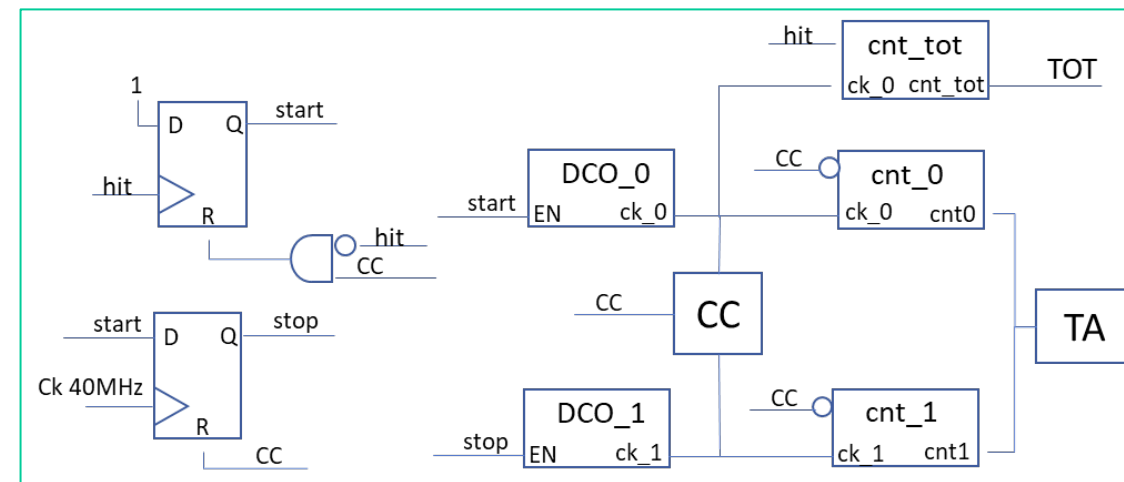 1
D
Q
start
hit
R
hit
CC
start
D
Q
stop
Ck 40MHz
R
CC
start
DCO_0
EN
ck_0
CC
CC
stop
DCO_1
EN
ck_1
hit
cnt_tot
ck_0
cnt_tot
TOT
CC
cnt_0
ck_0
cnt0
CC
cnt_1
ck_1
cnt1
TA